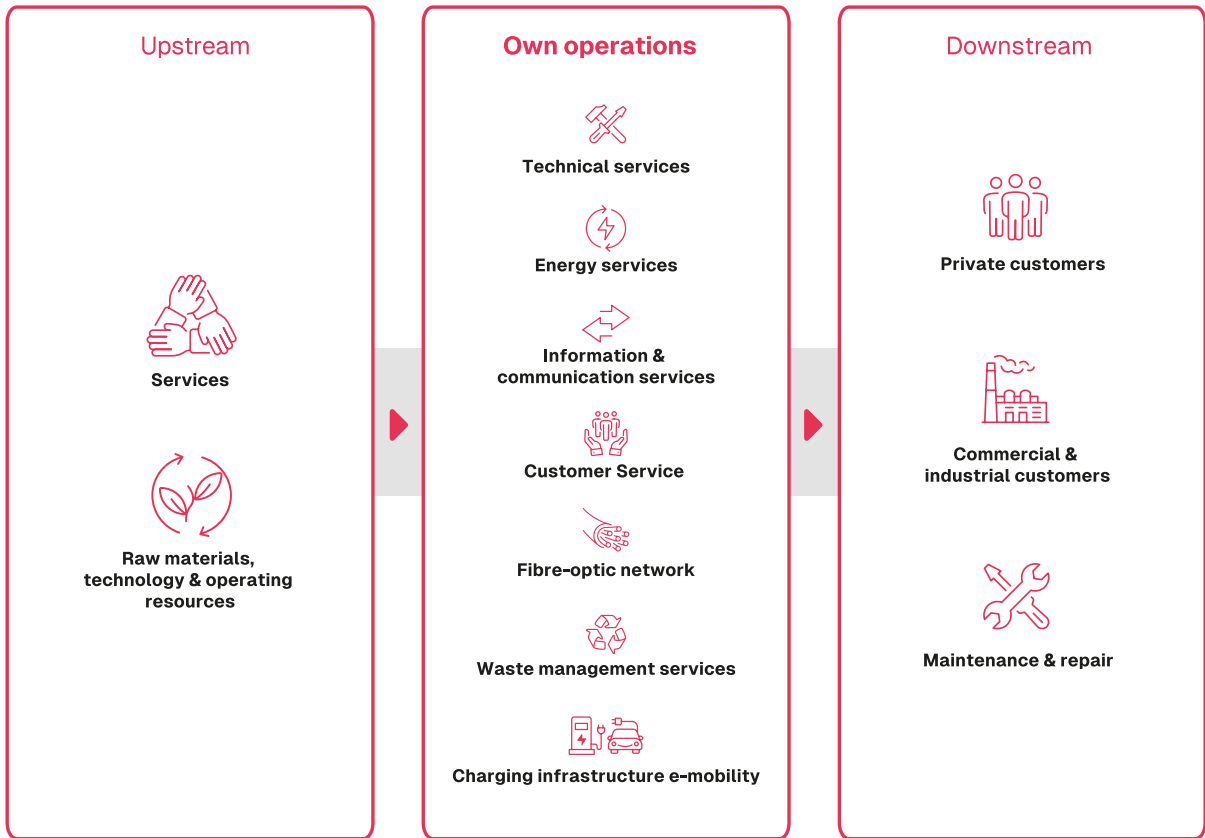 Upstream
Services
Raw materials,
technology & operating
resources
Own operations
Technical services
Energy services
Information &
communication services
Customer Service
Fibre-optic network
Waste management services
Charging infrastructure e-mobility
Downstream
Private customers
Commercial &
industrial customers
Maintenance & repair